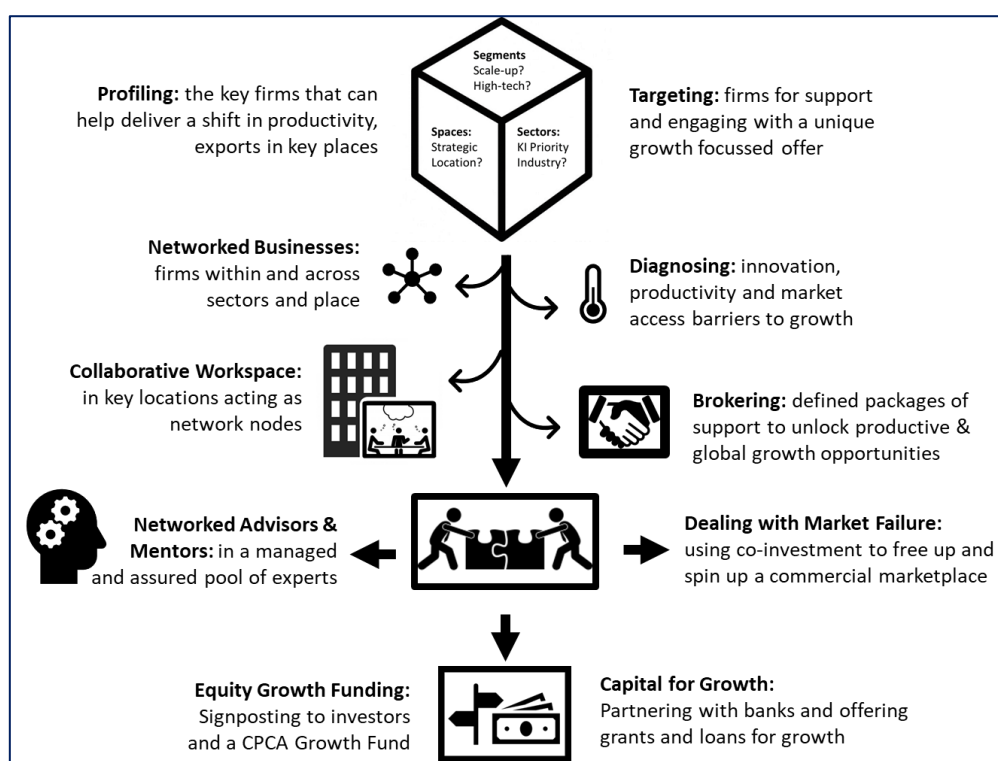 Segments
Scale-up?
High-tech?
Profiling: the key firms that can
help deliver a shift in productivity,
exports in key places
Spaces:
Strategic
Location?
Sectors:
KI Priority
Industry?
Targeting: firms for support
and engaging with a unique
growth focussed offer
Networked Businesses:
firms within and across
sectors and place
Diagnosing: innovation,
productivity and market
access barriers to growth
Collaborative Workspace:
in key locations acting as
network nodes
Brokering: defined packages of
support to unlock productive &
global growth opportunities
Networked Advisors &
Mentors: in a managed
and assured pool of experts
Dealing with Market Failure:
using co-investment to free up and
spin up a commercial marketplace
Equity Growth Funding:
Signposting to investors
and a CPCA Growth Fund
Capital for Growth:
Partnering with banks and offering
grants and loans for growth